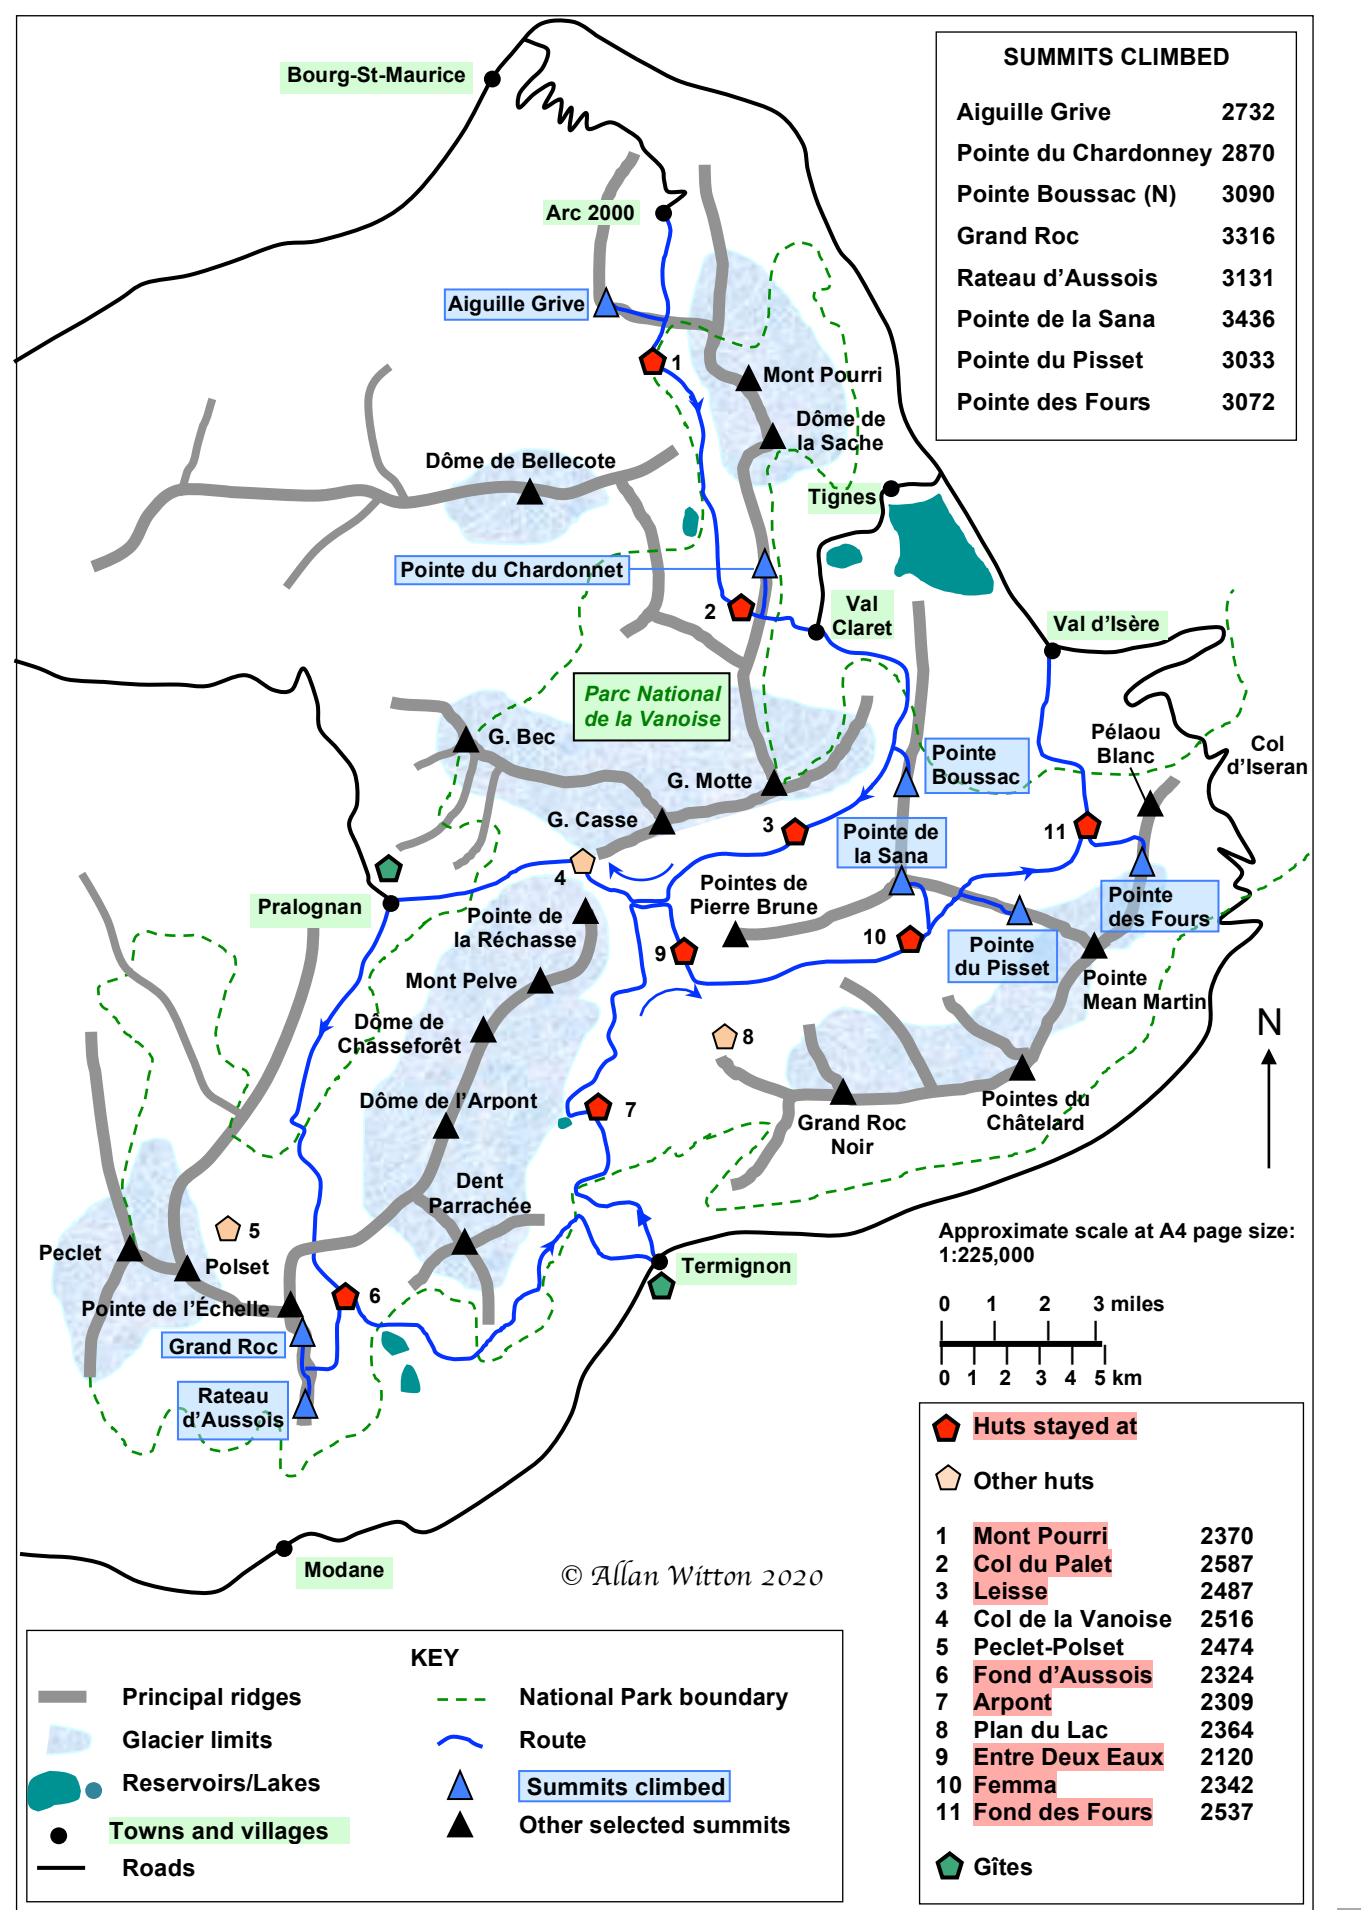 Bourg-St-Maurice
SUMMITS CLIMBED
Aiguille Grive 2732
Pointe du Chardonney 2870
Pointe Boussac (N) 3090
Grand Roc 3316
Rateau d'Aussois 3131
Pointe de la Sana 3436
Pointe du Pisset 3033
Pointe des Fours 3072
Arc 2000
Aiguille Grive
1
Mont Pourri
Dôme de
la Sache
Dôme de Bellecote
Tignes
Pointe du Chardonnet
2
Val
Claret
Val d'Isère
Parc National
de la Vanoise
G. Bec
G. Motte
Pointe
Boussac
Pélaou
Blanc
Col
d'Iseran
G. Casse
3
Pointe de
la Sana
11
4
Pointes de
Pierre Brune
Pointe
des Fours
Pralognan
Pointe de
la Réchasse
9
10
Pointe
du Pisset
Mont Pelve
Pointe
Mean Martin
Dôme de
Chasseforêt
8
N
Dôme de l'Arpont
7
Grand Roc
Noir
Pointes du
Châtelard
Dent
Parrachée
5
Peclet
Polset
Termignon
Approximate scale at A4 page size:
1:225,000
Pointe de l'Échelle
6
0 1 2 3 miles
Grand Roc
0 1 2 3 4 5 km
Rateau
d'Aussois
Huts stayed at
Other huts
1 Mont Pourri 2370
2 Col du Palet 2587
3 Leisse 2487
4 Col de la Vanoise 2516
5 Peclet-Polset 2474
6 Fond d'Aussois 2324
7 Arpont 2309
8 Plan du Lac 2364
9 Entre Deux Eaux 2120
10 Femma 2342
11 Fond des Fours 2537
Gîtes
Modane
© Allan Witton 2020
KEY
Principal ridges
Glacier limits
Reservoirs/Lakes
Towns and villages
Roads
National Park boundary
Route
Summits climbed
Other selected summits